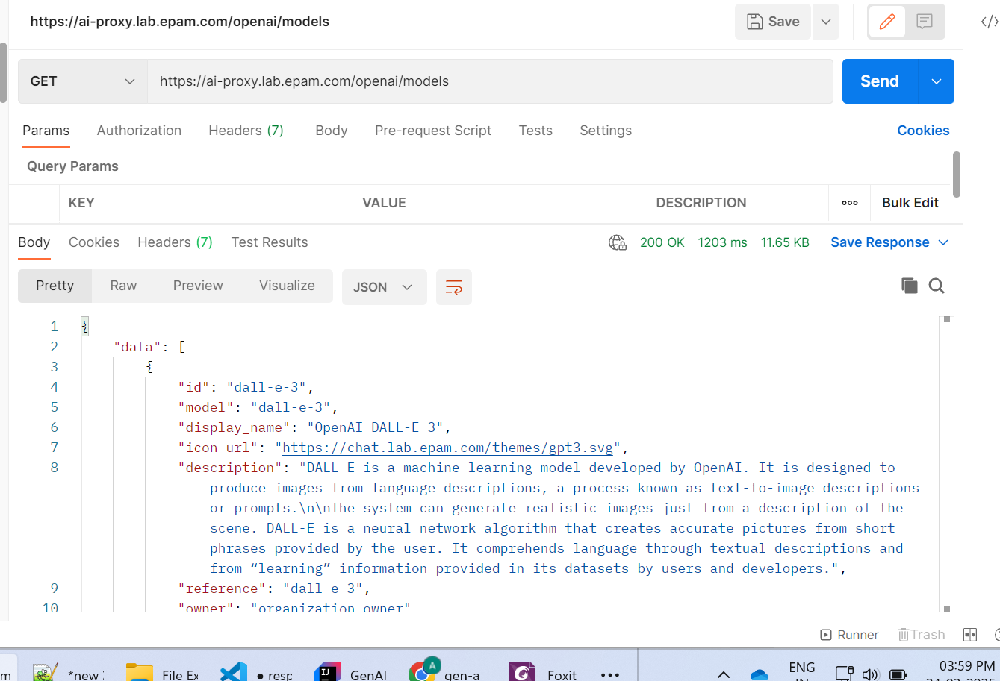 https://ai-proxy.lab.epam.com/openai/models
Save
GET
https://ai-proxy.lab.epam.com/openai/models
Send
Params Authorization Headers (7) Body Pre-request Script Tests Settings Cookies
Query Params
KEY VALUE DESCRIPTION Bulk Edit
Body Cookies Headers (7) Test Results 200 OK 1203 ms 11.65 KB Save Response
Pretty Raw Preview Visualize JSON
1 {
2 "data": [
3 {
4 "id": "dall-e-3",
5 "model": "dall-e-3",
6 "display_name": "OpenAI DALL-E 3",
7 "icon_url": "https://chat.lab.epam.com/themes/gpt3.svg",
8 "description": "DALL-E is a machine-learning model developed by OpenAI. It is designed to
produce images from language descriptions, a process known as text-to-image descriptions
or prompts.\n\nThe system can generate realistic images just from a description of the
scene. DALL-E is a neural network algorithm that creates accurate pictures from short
phrases provided by the user. It comprehends language through textual descriptions and
from “learning” information provided in its datasets by users and developers.",
9 "reference": "dall-e-3",
10 "owner": "organization-owner",
Runner Trash
*new File Ex resp GenAI A gen-a Foxit ENG 03:59 PM